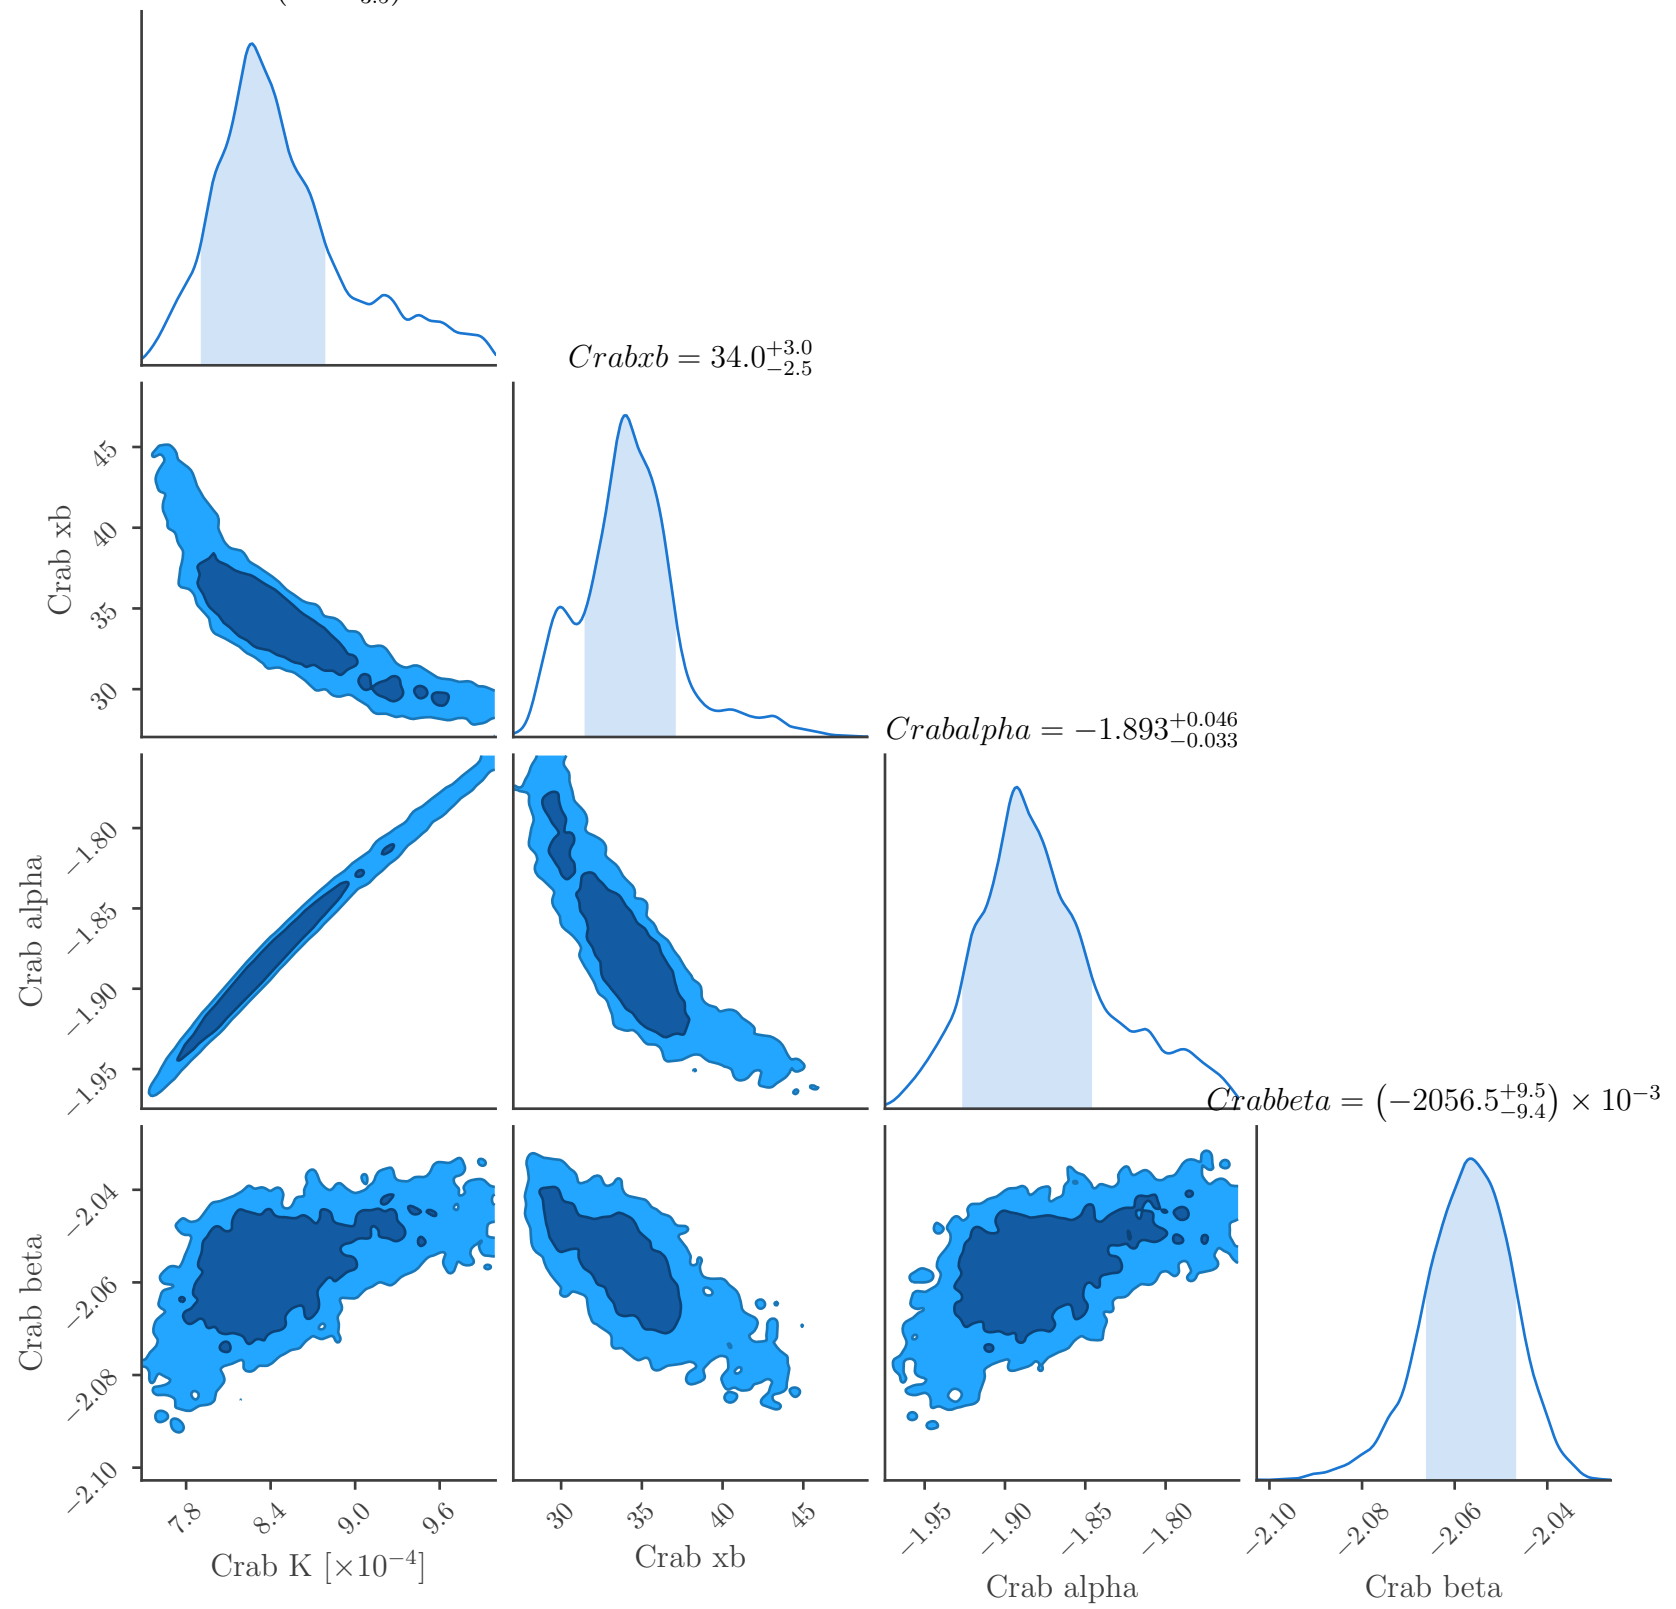 Crabxb = 34.0^{+3.0}_{-2.5}
45
40
35
30
Crab xb
Crabalpha = −1.893^{+0.046}_{-0.033}
−1.80
−1.85
−1.90
−1.95
Crab alpha
Crabbeta = (−2056.5^{+9.5}_{-9.4}) × 10^{−3}
−2.04
−2.06
−2.08
−2.10
Crab beta
7.8 8.4 9.0 9.6
30 35 40 45
−1.95 −1.90 −1.85 −1.80
−2.10 −2.08 −2.06 −2.04
Crab K [×10^{−4}]
Crab xb
Crab alpha
Crab beta